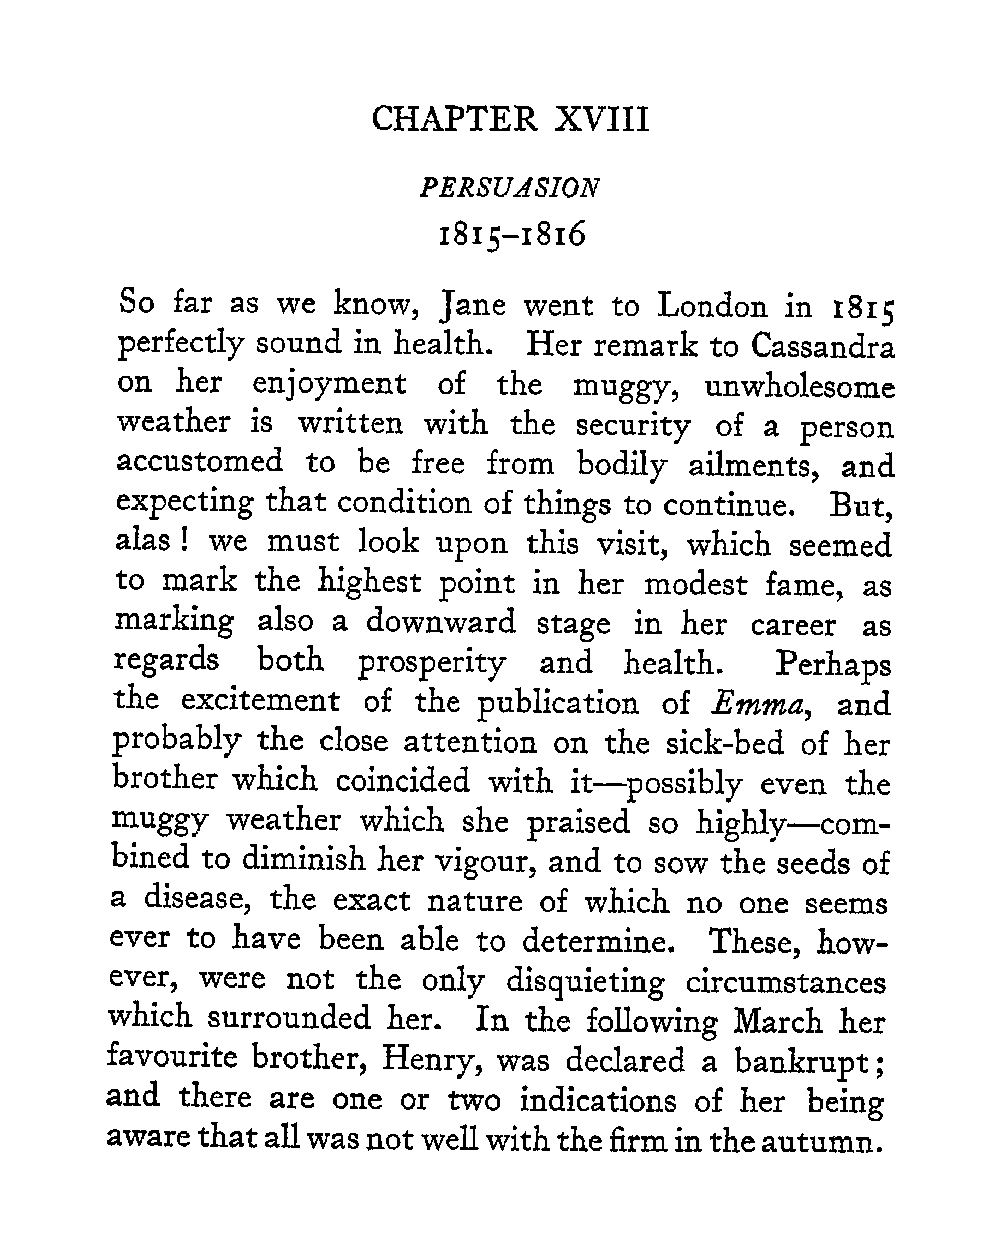 CHAPTER XVIII
PERSUASION
1815–1816
So far as we know, Jane went to London in 1815
perfectly sound in health. Her remark to Cassandra
on her enjoyment of the muggy, unwholesome
weather is written with the security of a person
accustomed to be free from bodily ailments, and
expecting that condition of things to continue. But,
alas! we must look upon this visit, which seemed
to mark the highest point in her modest fame, as
marking also a downward stage in her career as
regards both prosperity and health. Perhaps
the excitement of the publication of Emma, and
probably the close attention on the sick-bed of her
brother which coincided with it—possibly even the
muggy weather which she praised so highly—com-
bined to diminish her vigour, and to sow the seeds of
a disease, the exact nature of which no one seems
ever to have been able to determine. These, how-
ever, were not the only disquieting circumstances
which surrounded her. In the following March her
favourite brother, Henry, was declared a bankrupt;
and there are one or two indications of her being
aware that all was not well with the firm in the autumn.